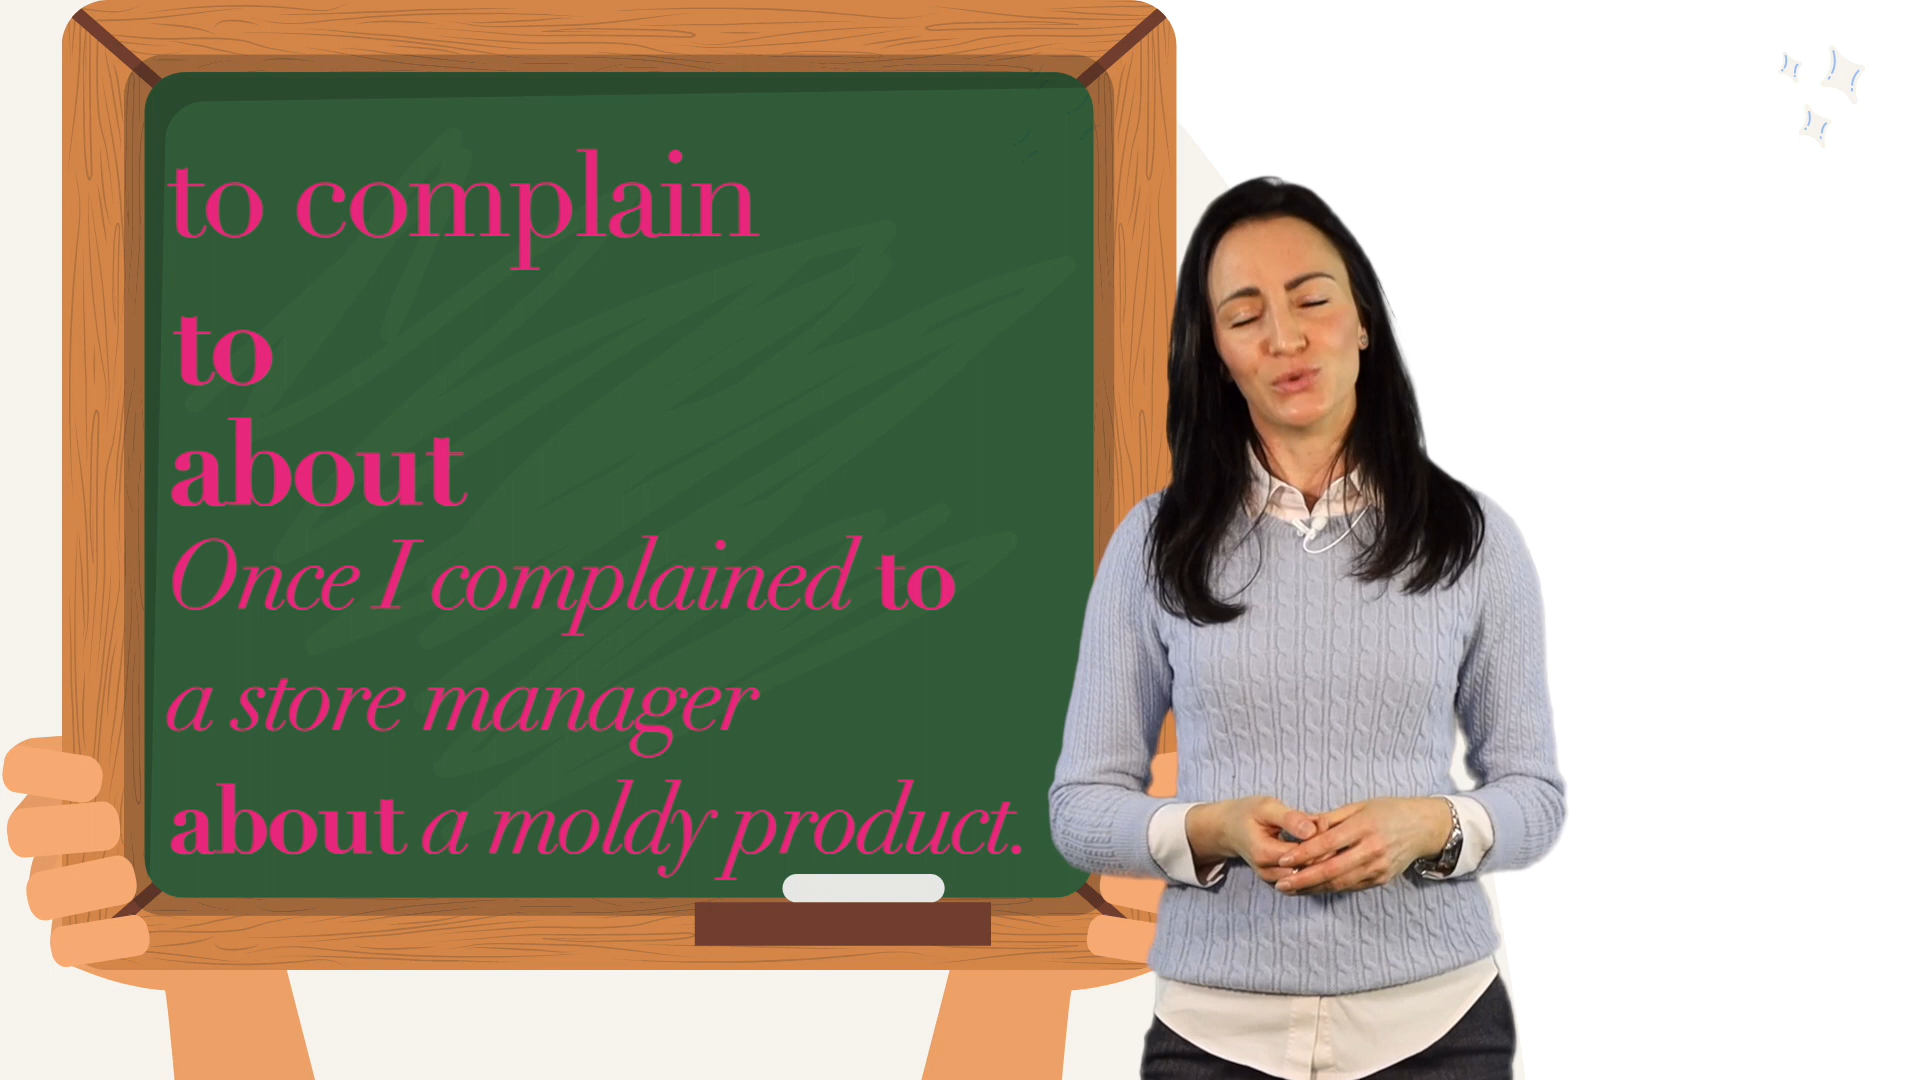 to complain
to
about
Once I complained to
a store manager
about a moldy product.